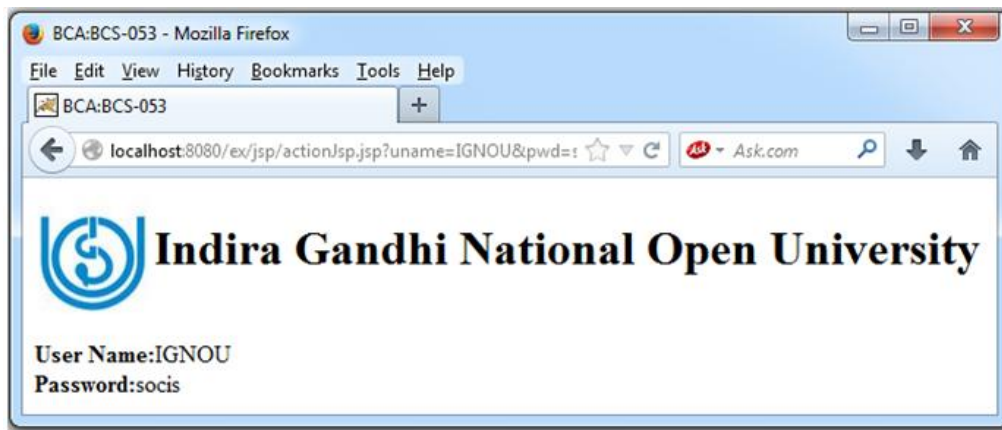 BCA:BCS-053 - Mozilla Firefox
File Edit View History Bookmarks Tools Help
BCA:BCS-053 +
localhost:8080/ex/jsp/actionJsp.jsp?uname=IGNOU&pwd=s Ask Ask.com
Indira Gandhi National Open University
User Name:IGNOU
Password:socis